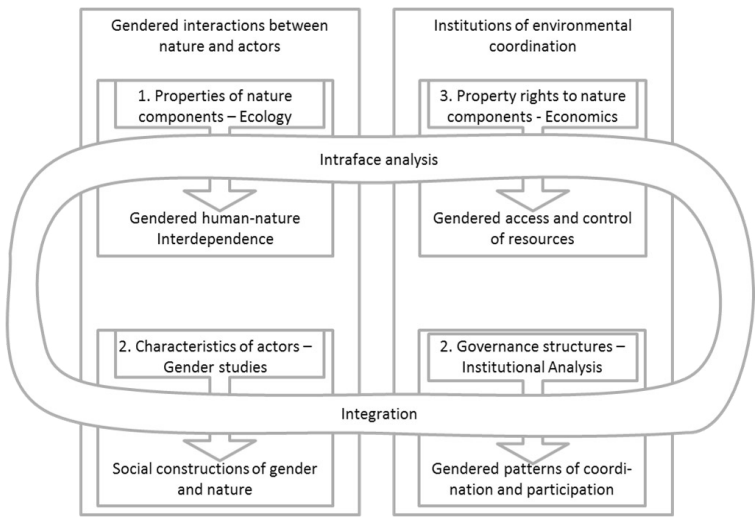 Gendered interactions between
nature and actors
Institutions of environmental
coordination
1. Properties of nature
components – Ecology
3. Property rights to nature
components - Economics
Intraface analysis
Gendered human-nature
Interdependence
Gendered access and control
of resources
2. Characteristics of actors –
Gender studies
2. Governance structures –
Institutional Analysis
Integration
Social constructions of gender
and nature
Gendered patterns of coordi-
nation and participation